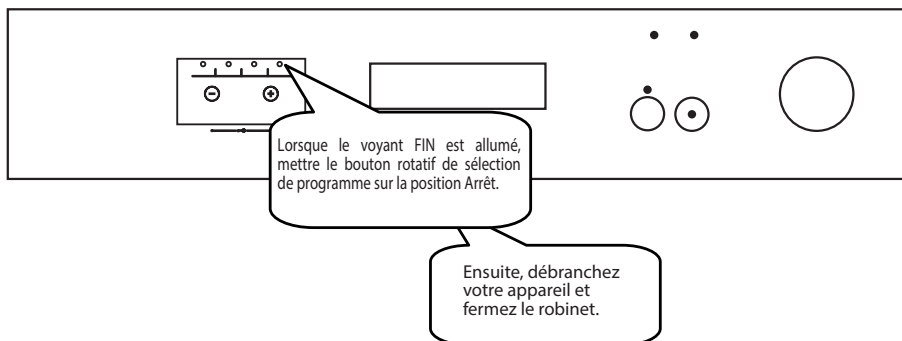 Lorsque le voyant FIN est allumé,
mettre le bouton rotatif de sélection
de programme sur la position Arrêt.
Ensuite, débranchez
votre appareil et
fermez le robinet.